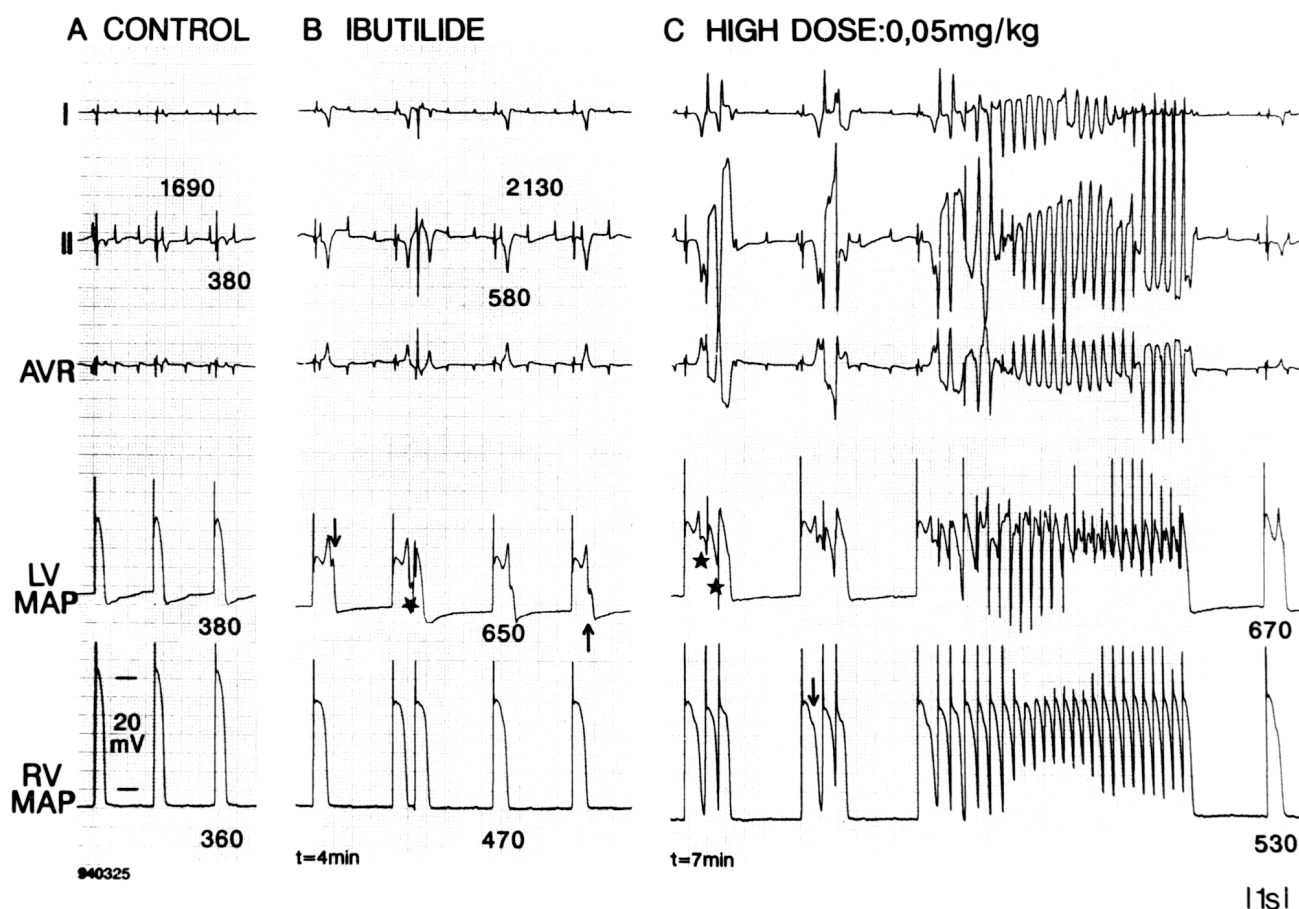 A CONTROL
B IBUTILIDE
C HIGH DOSE:0,05mg/kg
I
1690
2130
II
380
580
AVR
LV
MAP
380
650
670
20
mV
RV
MAP
360
470
530
t=4min
t=7min
940325
1s